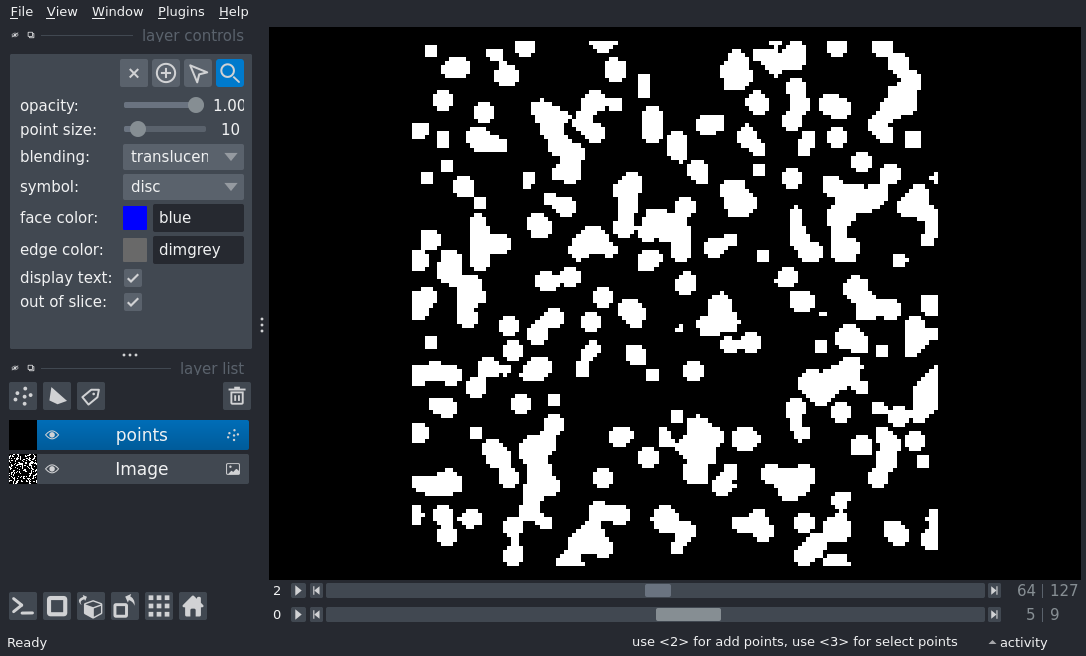 File View Window Plugins Help
layer controls
opacity: 1.00
point size: 10
blending: translucen
symbol: disc
face color: blue
edge color: dimgrey
display text:
out of slice:
layer list
points
Image
2 64 | 127
0 5 | 9
Ready use <2> for add points, use <3> for select points activity